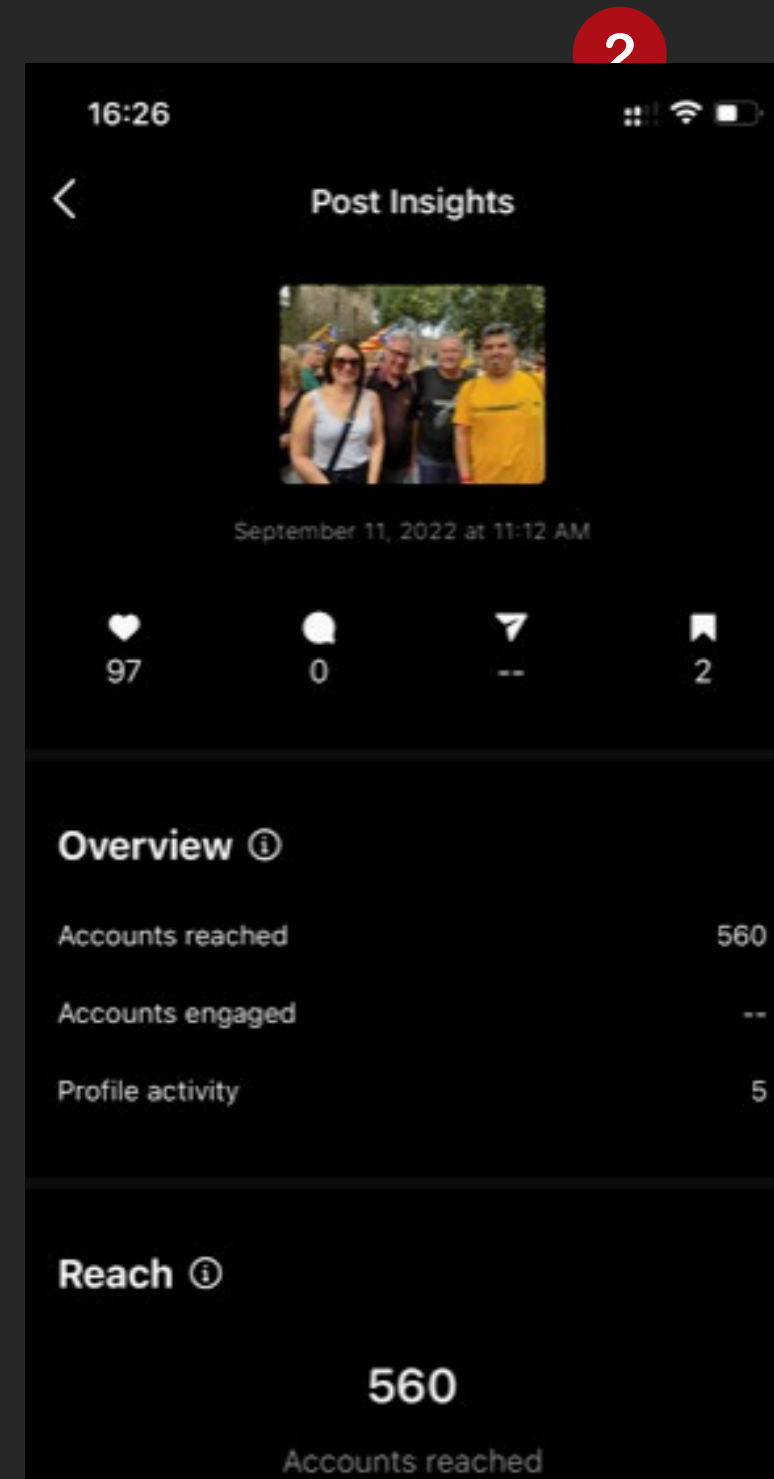 2
16:26
Post Insights
September 11, 2022 at 11:12 AM
97 0 -- 2
Overview
Accounts reached 560
Accounts engaged --
Profile activity 5
Reach
560
Accounts reached